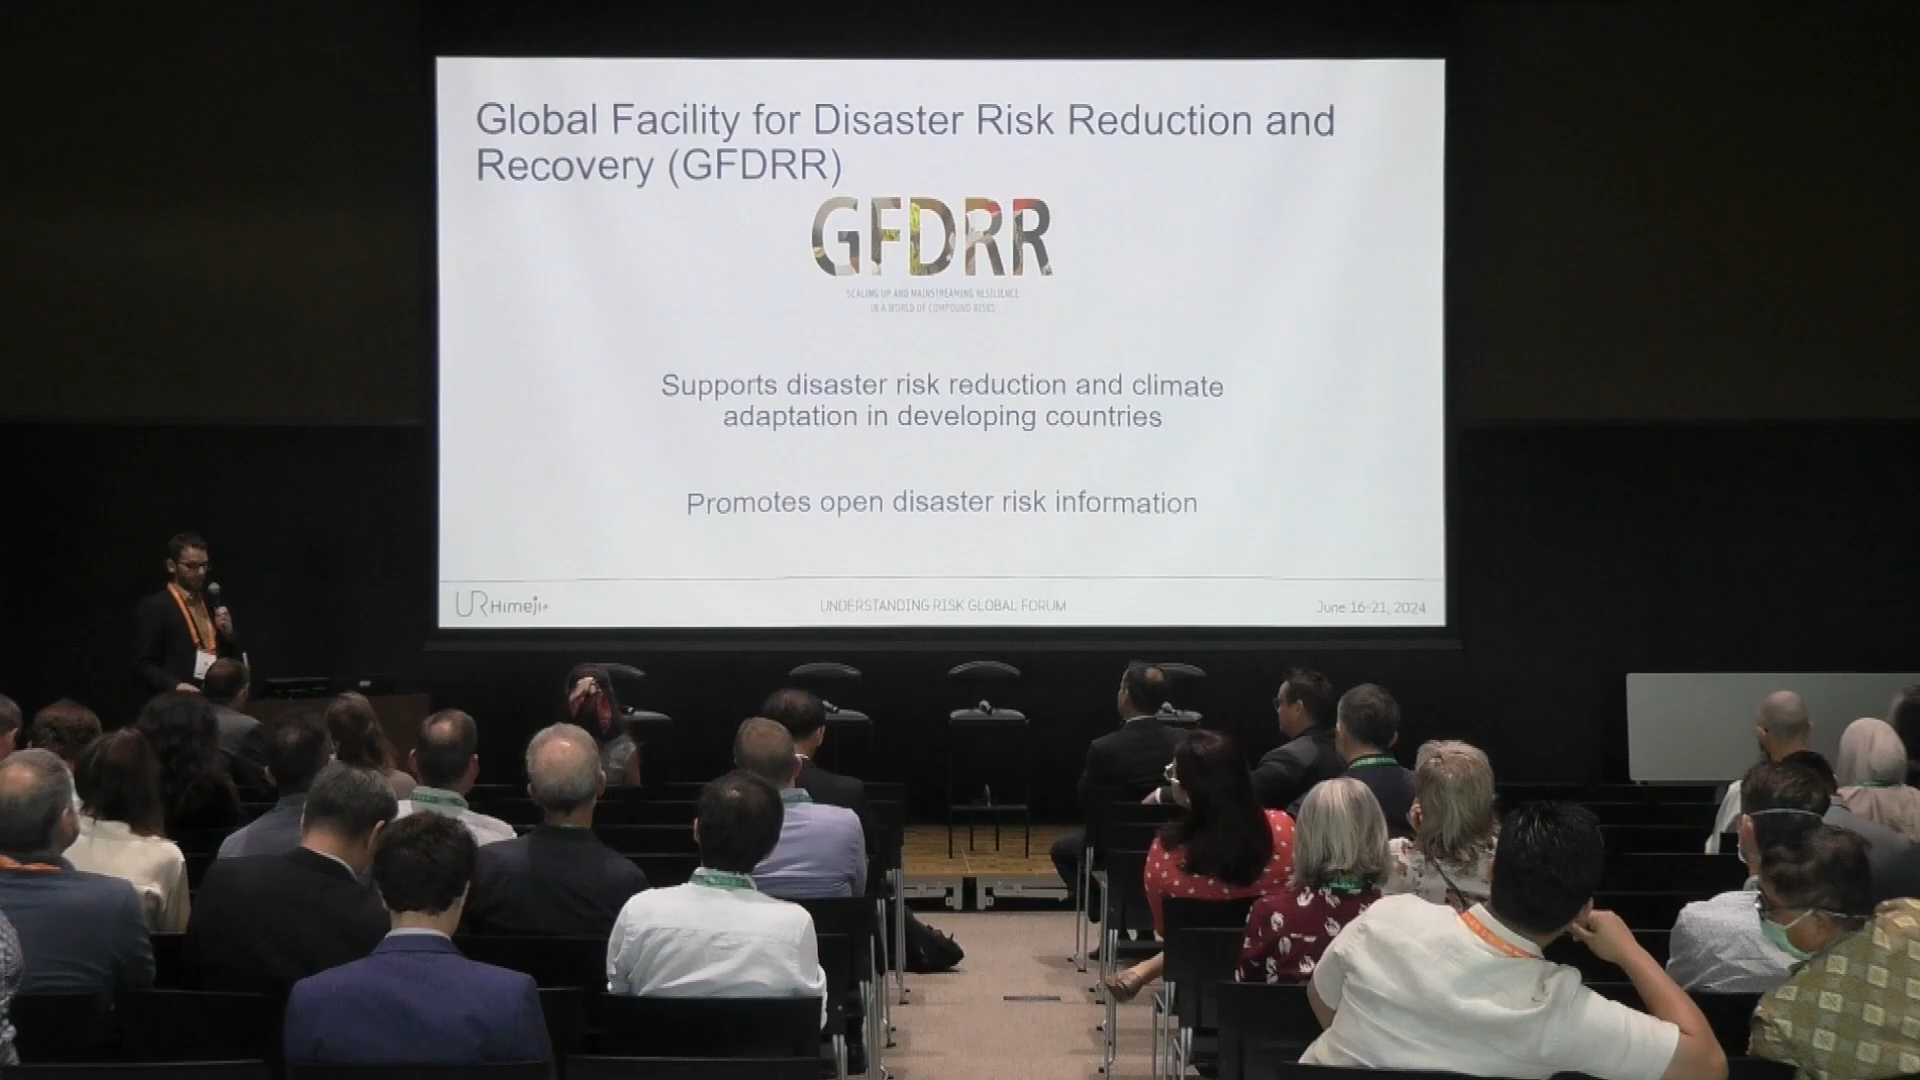 Global Facility for Disaster Risk Reduction and
Recovery (GFDRR)
GFDRR
SCALING UP AND MAINSTREAMING RESILIENCE
IN A WORLD OF COMPOUND RISKS
Supports disaster risk reduction and climate
adaptation in developing countries
Promotes open disaster risk information
UR Himeji
UNDERSTANDING RISK GLOBAL FORUM
June 16-21, 2024